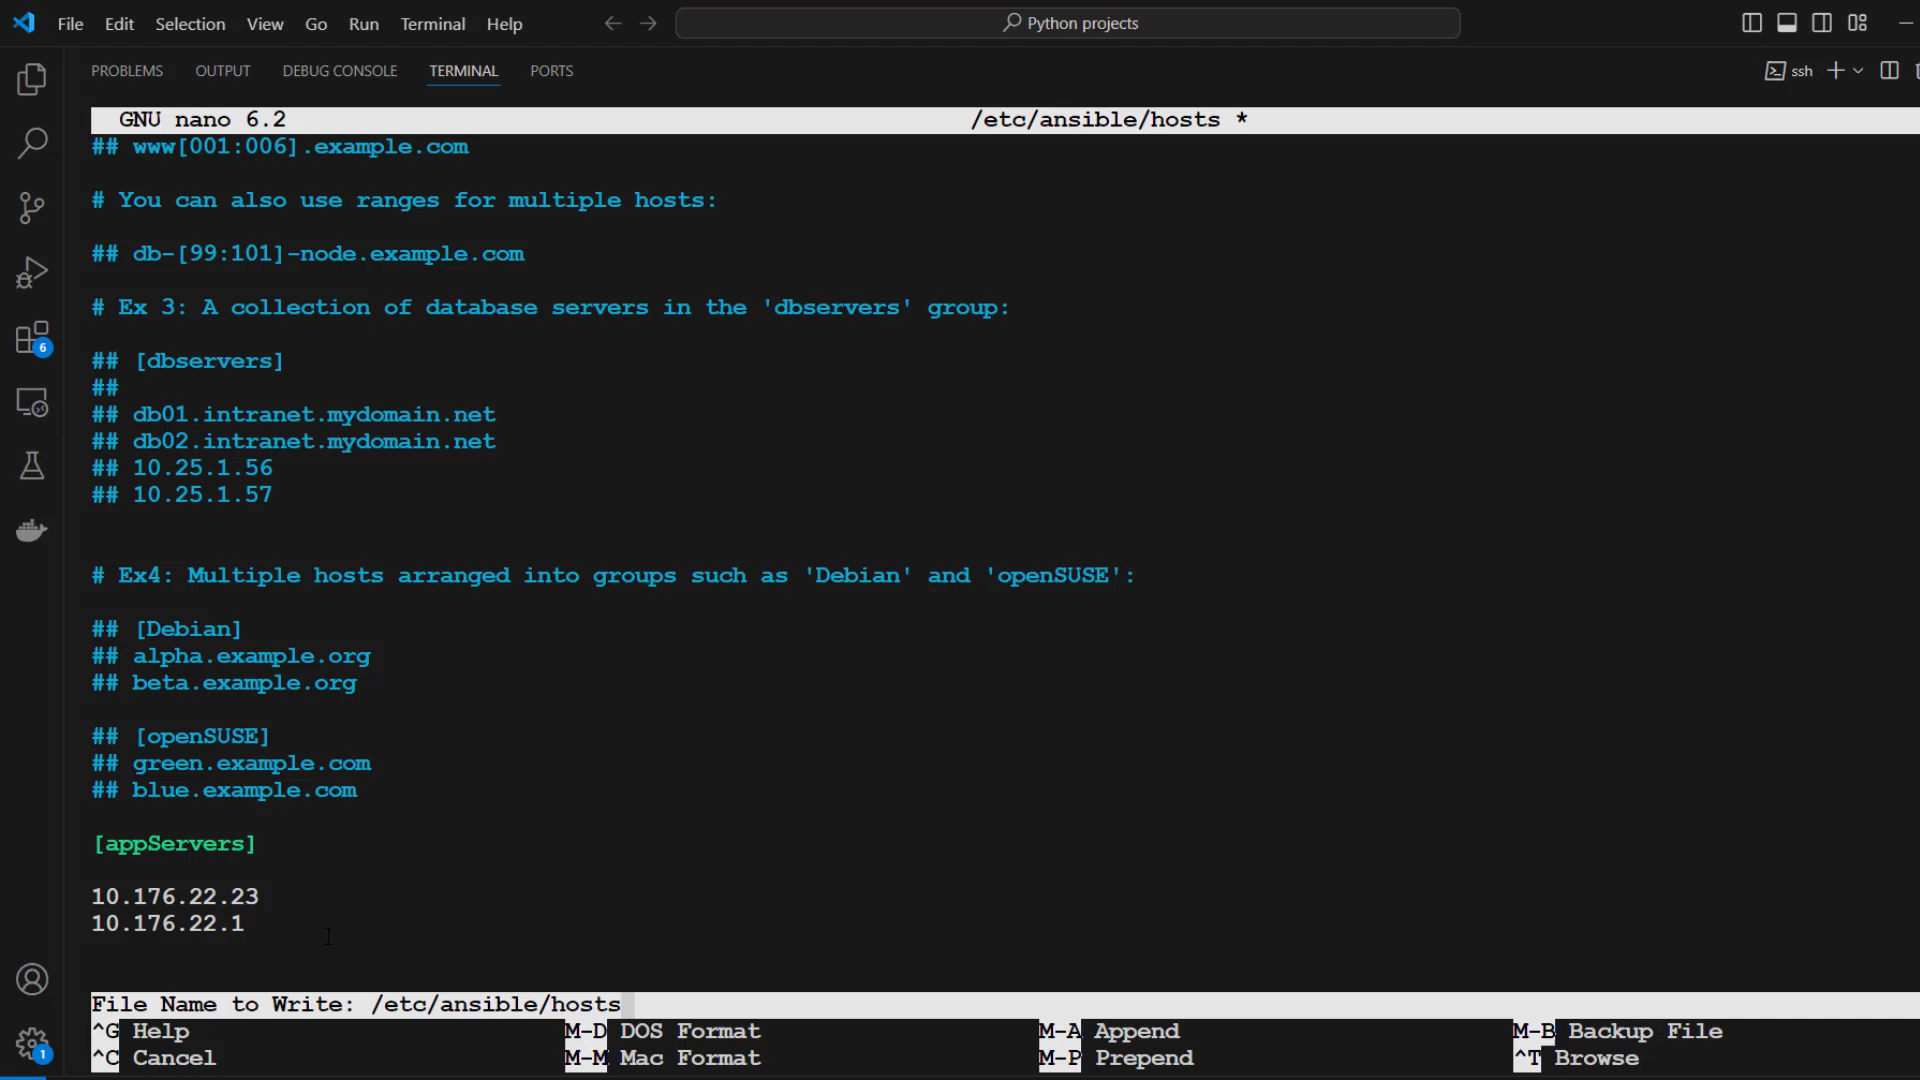 File Edit Selection View Go Run Terminal Help Python projects
PROBLEMS OUTPUT DEBUG CONSOLE TERMINAL PORTS ssh
GNU nano 6.2 /etc/ansible/hosts *
## www[001:006].example.com
# You can also use ranges for multiple hosts:
## db-[99:101]-node.example.com
# Ex 3: A collection of database servers in the 'dbservers' group:
## [dbservers]
##
## db01.intranet.mydomain.net
## db02.intranet.mydomain.net
## 10.25.1.56
## 10.25.1.57
# Ex4: Multiple hosts arranged into groups such as 'Debian' and 'openSUSE':
## [Debian]
## alpha.example.org
## beta.example.org
## [openSUSE]
## green.example.com
## blue.example.com
[appServers]
10.176.22.23
10.176.22.1
File Name to Write: /etc/ansible/hosts
^G Help M-D DOS Format M-A Append M-B Backup File
^C Cancel M-M Mac Format M-P Prepend ^T Browse
6
1